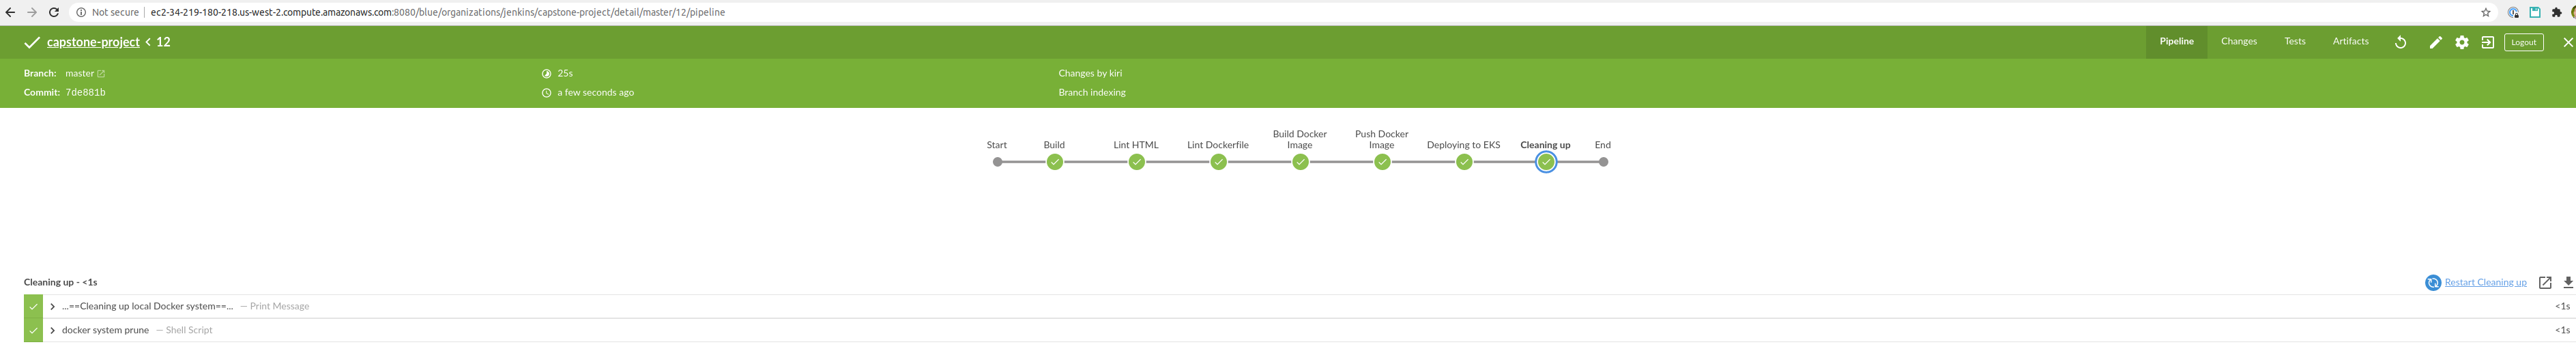 Not secure ec2-34-219-180-218.us-west-2.compute.amazonaws.com:8080/blue/organizations/jenkins/capstone-project/detail/master/12/pipeline
capstone-project < 12 Pipeline Changes Tests Artifacts Logout
Branch: master 25s Changes by kiri
Commit: 7de881b a few seconds ago Branch indexing
Start Build Lint HTML Lint Dockerfile Build Docker Image Push Docker Image Deploying to EKS Cleaning up End
Cleaning up - <1s Restart Cleaning up
...==Cleaning up local Docker system==... — Print Message <1s
docker system prune — Shell Script <1s